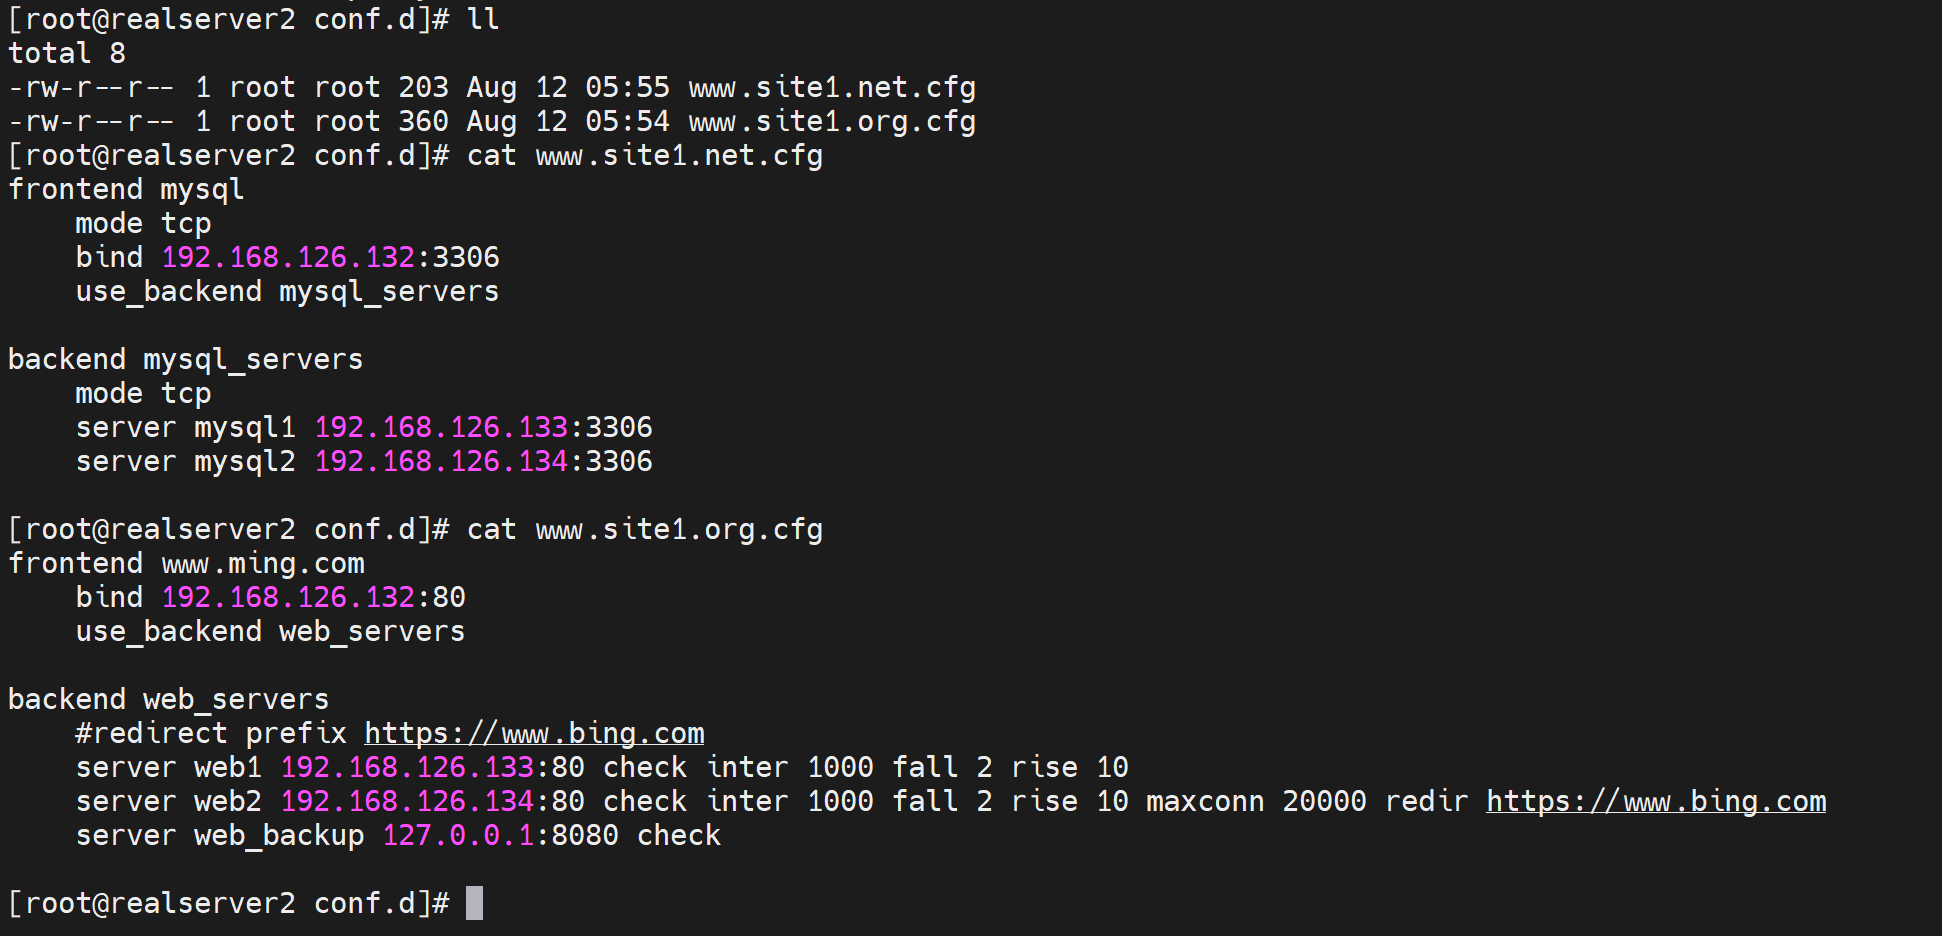 [root@realserver2 conf.d]# ll
total 8
-rw-r--r-- 1 root root 203 Aug 12 05:55 www.site1.net.cfg
-rw-r--r-- 1 root root 360 Aug 12 05:54 www.site1.org.cfg
[root@realserver2 conf.d]# cat www.site1.net.cfg
frontend mysql
    mode tcp
    bind 192.168.126.132:3306
    use_backend mysql_servers

backend mysql_servers
    mode tcp
    server mysql1 192.168.126.133:3306
    server mysql2 192.168.126.134:3306

[root@realserver2 conf.d]# cat www.site1.org.cfg
frontend www.ming.com
    bind 192.168.126.132:80
    use_backend web_servers

backend web_servers
    #redirect prefix https://www.bing.com
    server web1 192.168.126.133:80 check inter 1000 fall 2 rise 10
    server web2 192.168.126.134:80 check inter 1000 fall 2 rise 10 maxconn 20000 redir https://www.bing.com
    server web_backup 127.0.0.1:8080 check

[root@realserver2 conf.d]#